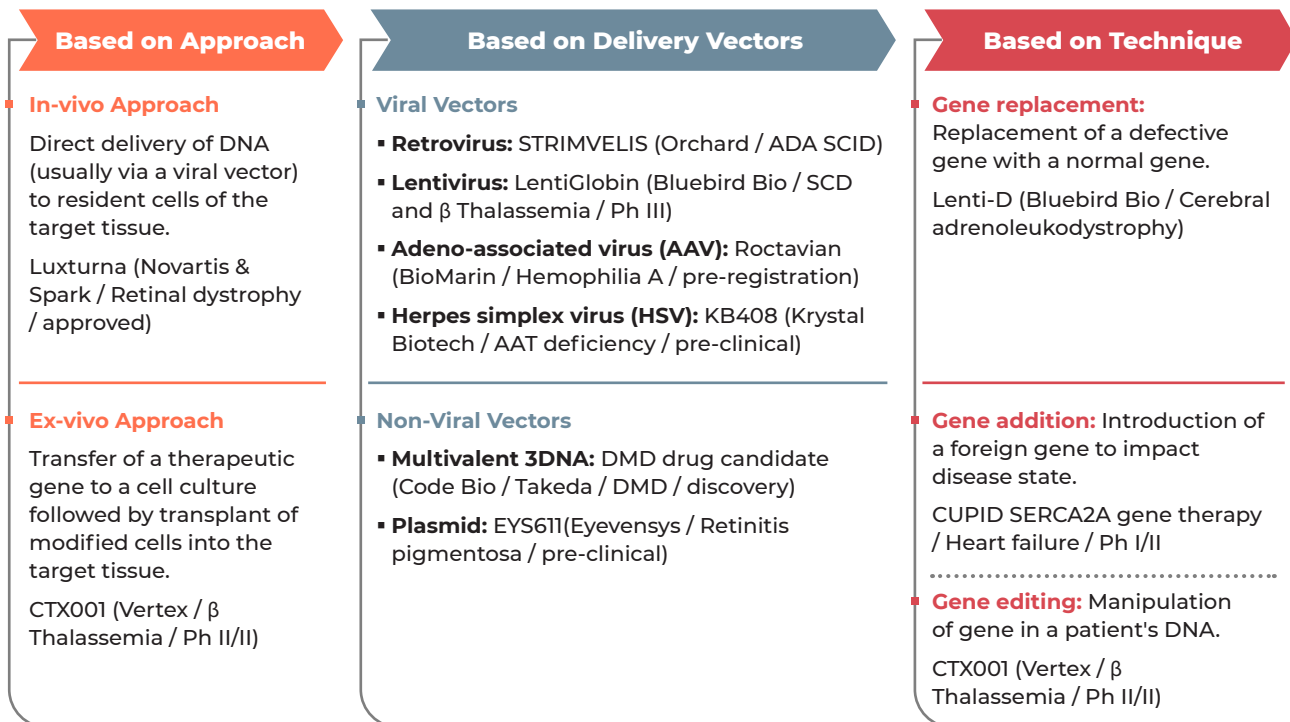 Based on Approach
In-vivo Approach
Direct delivery of DNA
(usually via a viral vector)
to resident cells of the
target tissue.
Luxturna (Novartis &
Spark / Retinal dystrophy
/ approved)
Ex-vivo Approach
Transfer of a therapeutic
gene to a cell culture
followed by transplant of
modified cells into the
target tissue.
CTX001 (Vertex / β
Thalassemia / Ph II/II)
Based on Delivery Vectors
Viral Vectors
▪ Retrovirus: STRIMVELIS (Orchard / ADA SCID)
▪ Lentivirus: LentiGlobin (Bluebird Bio / SCD
and β Thalassemia / Ph III)
▪ Adeno-associated virus (AAV): Roctavian
(BioMarin / Hemophilia A / pre-registration)
▪ Herpes simplex virus (HSV): KB408 (Krystal
Biotech / AAT deficiency / pre-clinical)
Non-Viral Vectors
▪ Multivalent 3DNA: DMD drug candidate
(Code Bio / Takeda / DMD / discovery)
▪ Plasmid: EYS611(Eyevensys / Retinitis
pigmentosa / pre-clinical)
Based on Technique
Gene replacement:
Replacement of a defective
gene with a normal gene.
Lenti-D (Bluebird Bio / Cerebral
adrenoleukodystrophy)
Gene addition: Introduction of
a foreign gene to impact
disease state.
CUPID SERCA2A gene therapy
/ Heart failure / Ph I/II
Gene editing: Manipulation
of gene in a patient's DNA.
CTX001 (Vertex / β
Thalassemia / Ph II/II)